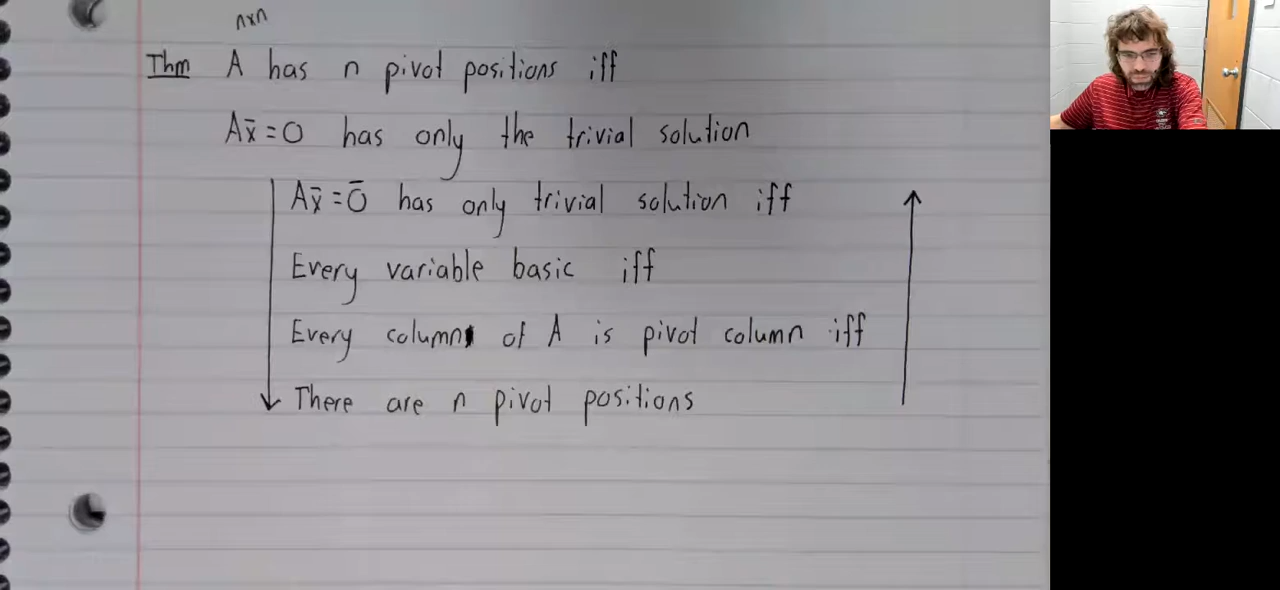 nxn
Thm A has n pivot positions iff
Ax̄ = 0 has only the trivial solution
Ax̄ = 0̄ has only trivial solution iff
Every variable basic iff
Every column of A is pivot column iff
There are n pivot positions